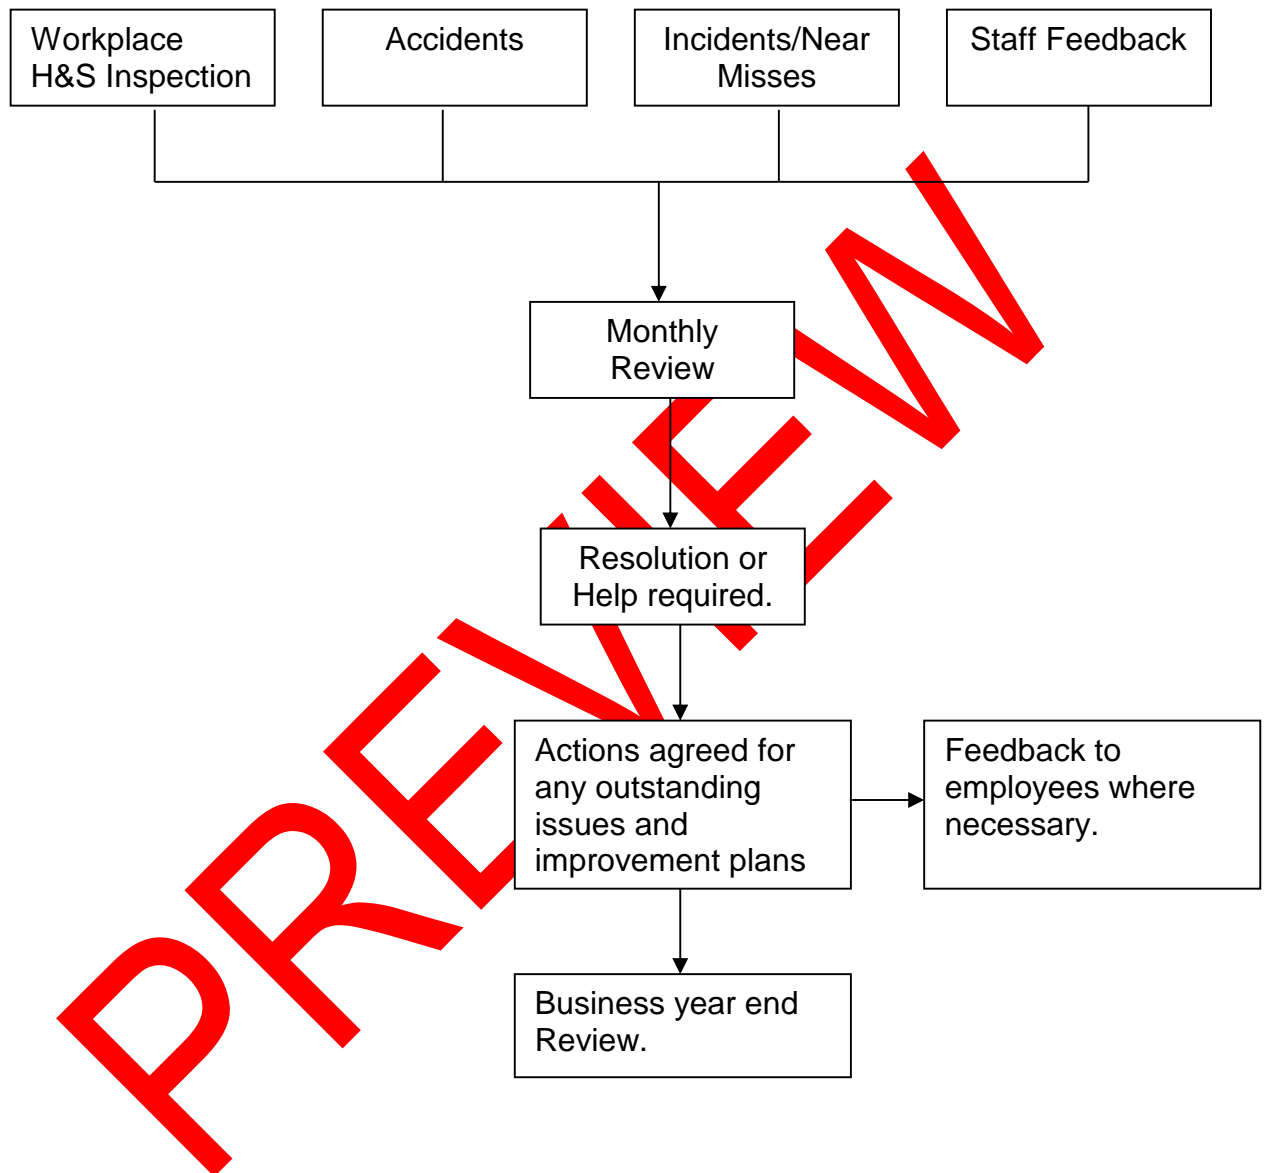 Workplace
H&S Inspection
Accidents
Incidents/Near
Misses
Staff Feedback
Monthly
Review
Resolution or
Help required.
Actions agreed for
any outstanding
issues and
improvement plans
Feedback to
employees where
necessary.
Business year end
Review.
PREVIEW